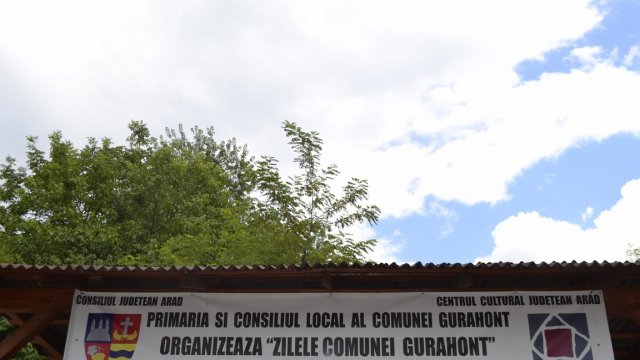 CONSILIUL JUDETEAN ARAD
CENTRUL CULTURAL JUDETEAN ARAD
PRIMARIA SI CONSILIUL LOCAL AL COMUNEI GURAHONT
ORGANIZEAZA "ZILELE COMUNEI GURAHONT"